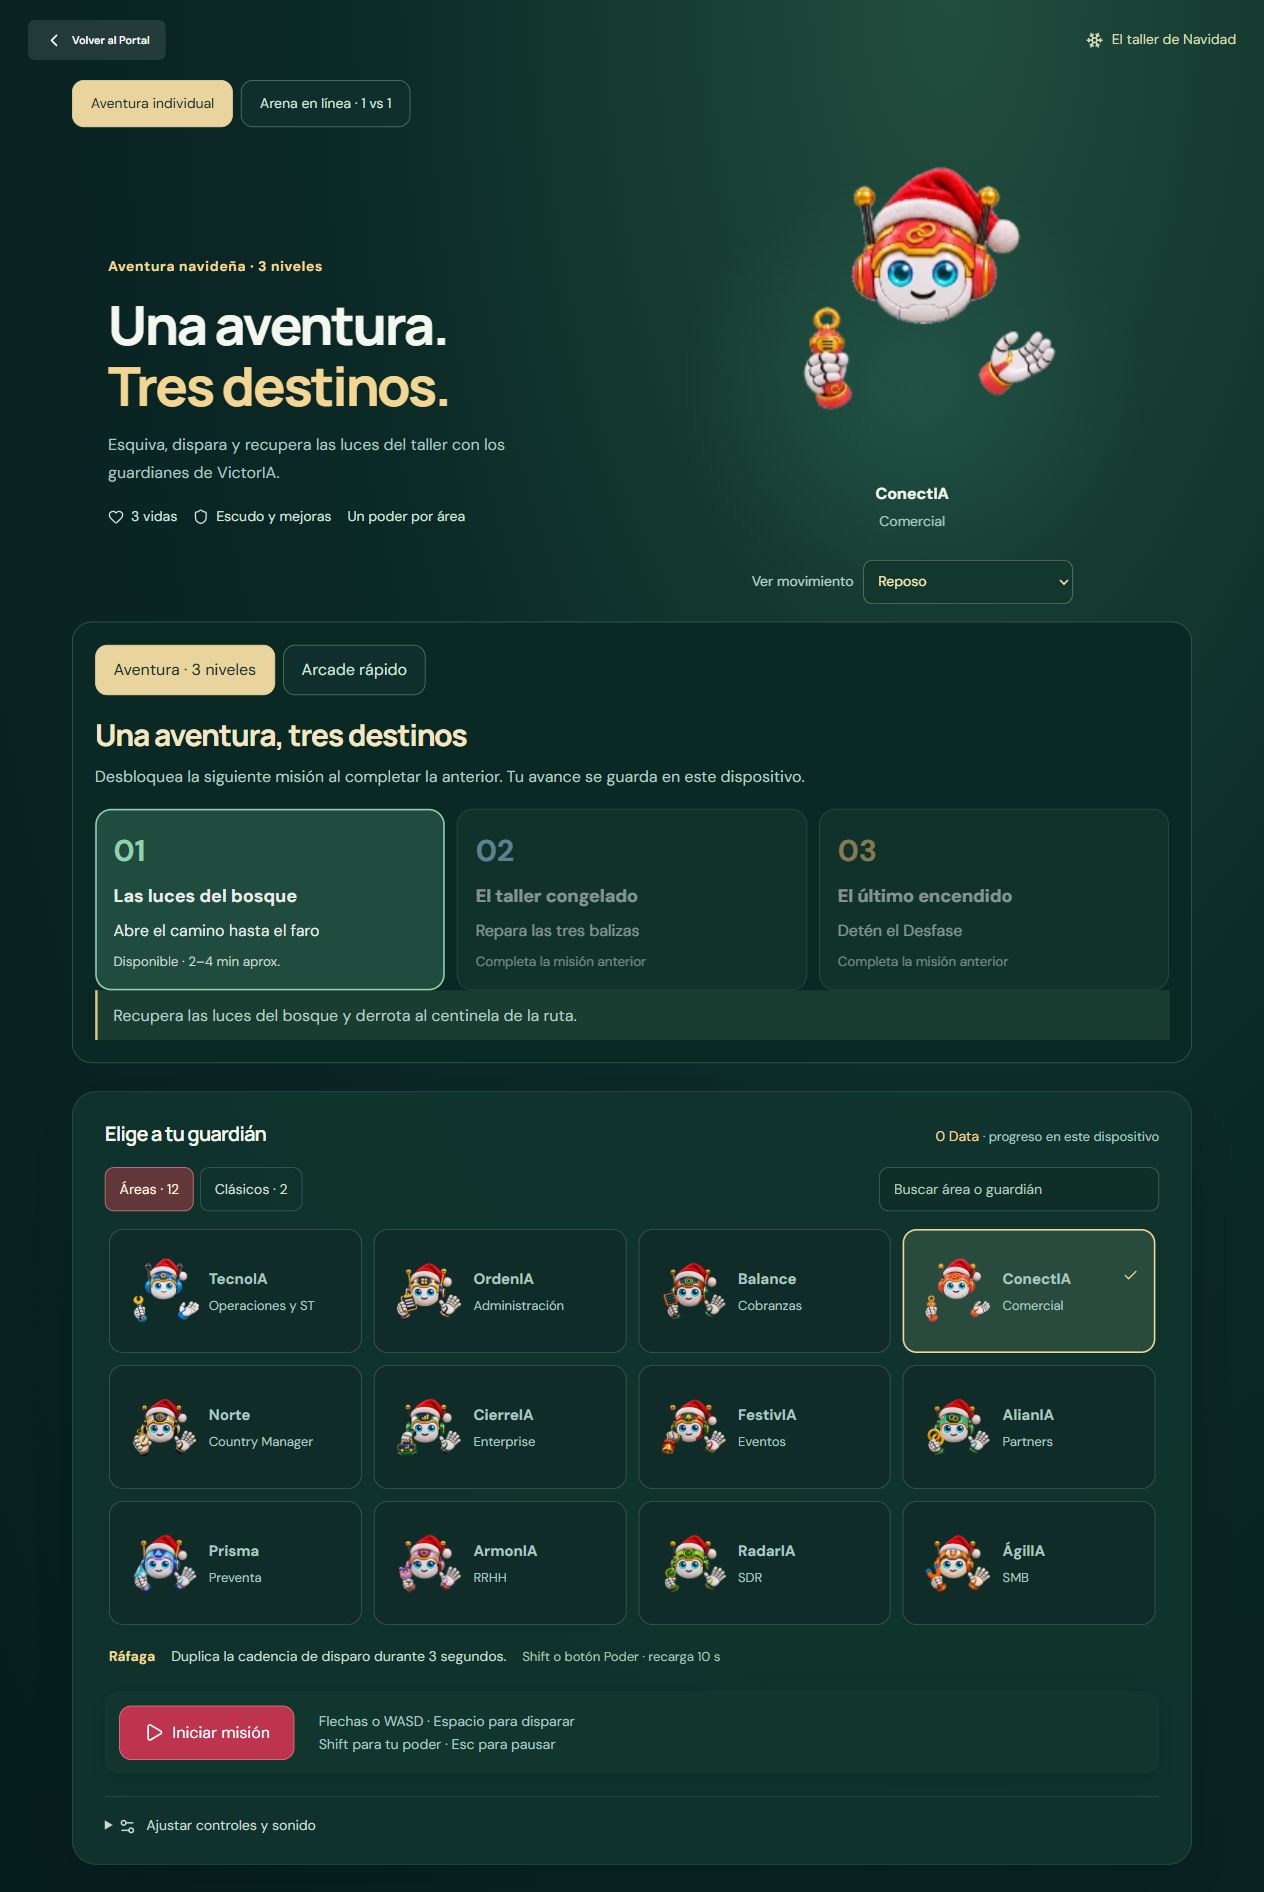 Volver al Portal
El taller de Navidad
Aventura individual
Arena en línea · 1 vs 1
Aventura navideña · 3 niveles
Una aventura.
Tres destinos.
Esquiva, dispara y recupera las luces del taller con los
guardianes de VictorIA.
3 vidas
Escudo y mejoras
Un poder por área
ConectIA
Comercial
Ver movimiento
Reposo
Aventura · 3 niveles
Arcade rápido
Una aventura, tres destinos
Desbloquea la siguiente misión al completar la anterior. Tu avance se guarda en este dispositivo.
01
Las luces del bosque
Abre el camino hasta el faro
Disponible · 2–4 min aprox.
02
El taller congelado
Repara las tres balizas
Completa la misión anterior
03
El último encendido
Detén el Desfase
Completa la misión anterior
Recupera las luces del bosque y derrota al centinela de la ruta.
Elige a tu guardián
0 Data · progreso en este dispositivo
Áreas · 12
Clásicos · 2
Buscar área o guardián
TecnoIA
Operaciones y ST
OrdenIA
Administración
Balance
Cobranzas
ConectIA
Comercial
Norte
Country Manager
CierreIA
Enterprise
FestivIA
Eventos
AlianIA
Partners
Prisma
Preventa
ArmonIA
RRHH
RadarIA
SDR
ÁgilIA
SMB
Ráfaga Duplica la cadencia de disparo durante 3 segundos. Shift o botón Poder · recarga 10 s
Iniciar misión
Flechas o WASD · Espacio para disparar
Shift para tu poder · Esc para pausar
Ajustar controles y sonido